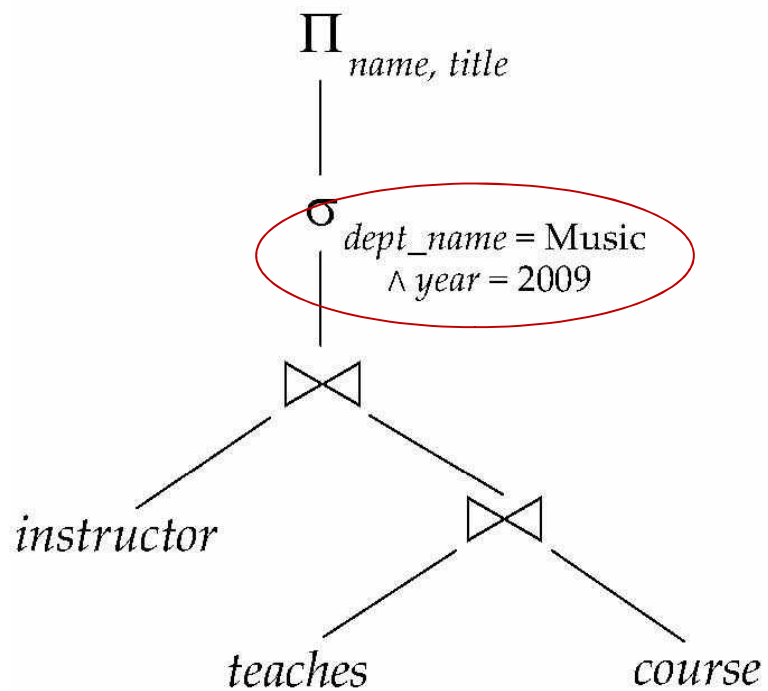 Π name, title
σ dept_name = Music
∧ year = 2009
⋈
instructor
⋈
teaches course